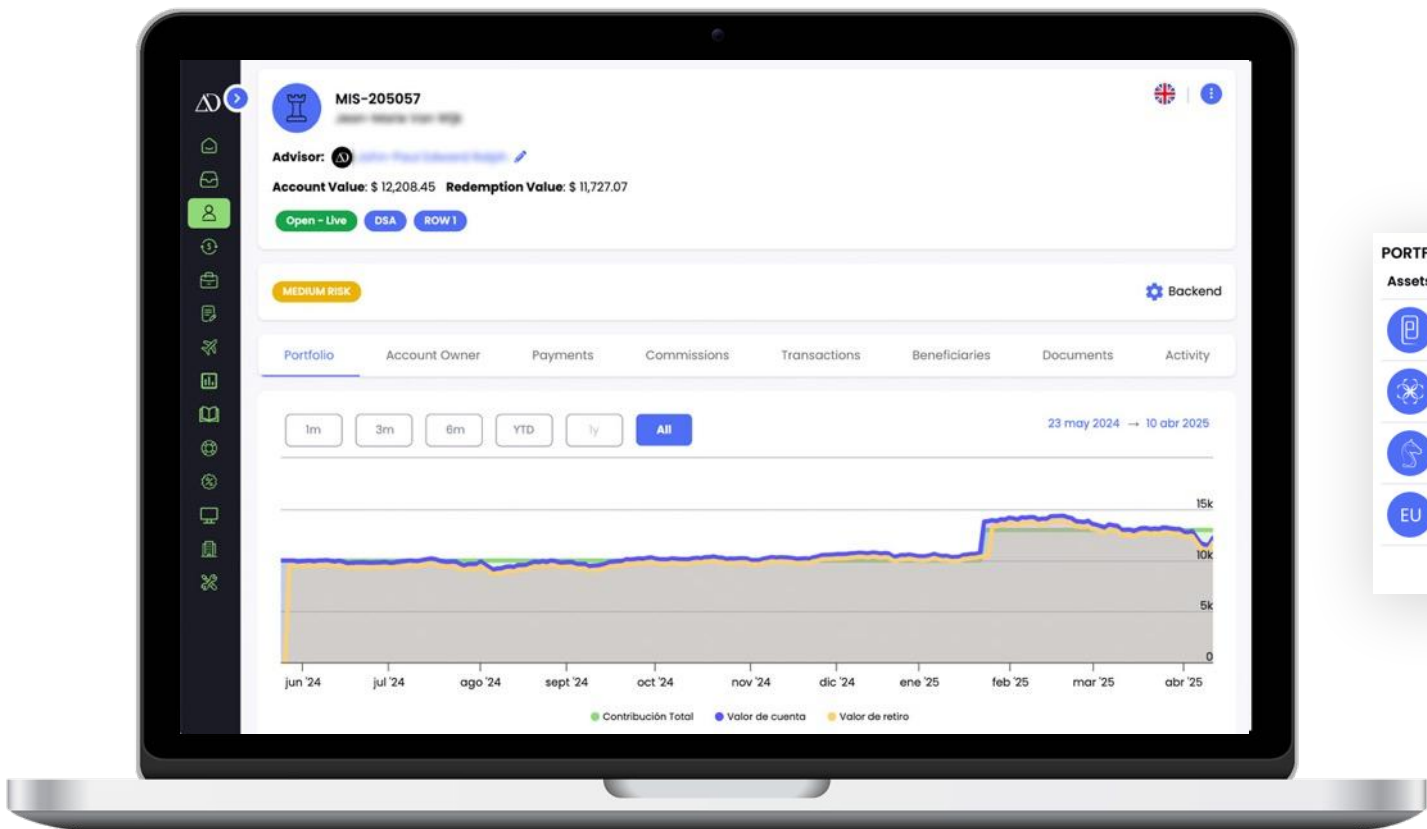 MIS-205057
Advisor:
Account Value: $ 12,208.45 Redemption Value: $ 11,727.07
Open - Live DSA ROW 1
MEDIUM RISK Backend
Portfolio Account Owner Payments Commissions Transactions Beneficiaries Documents Activity
1m 3m 6m YTD 1y All 23 may 2024 → 10 abr 2025
15k
10k
5k
0
jun '24 jul '24 ago '24 sept '24 oct '24 nov '24 dic '24 ene '25 feb '25 mar '25 abr '25
Contribución Total Valor de cuenta Valor de retiro
PORTF
Assets
EU